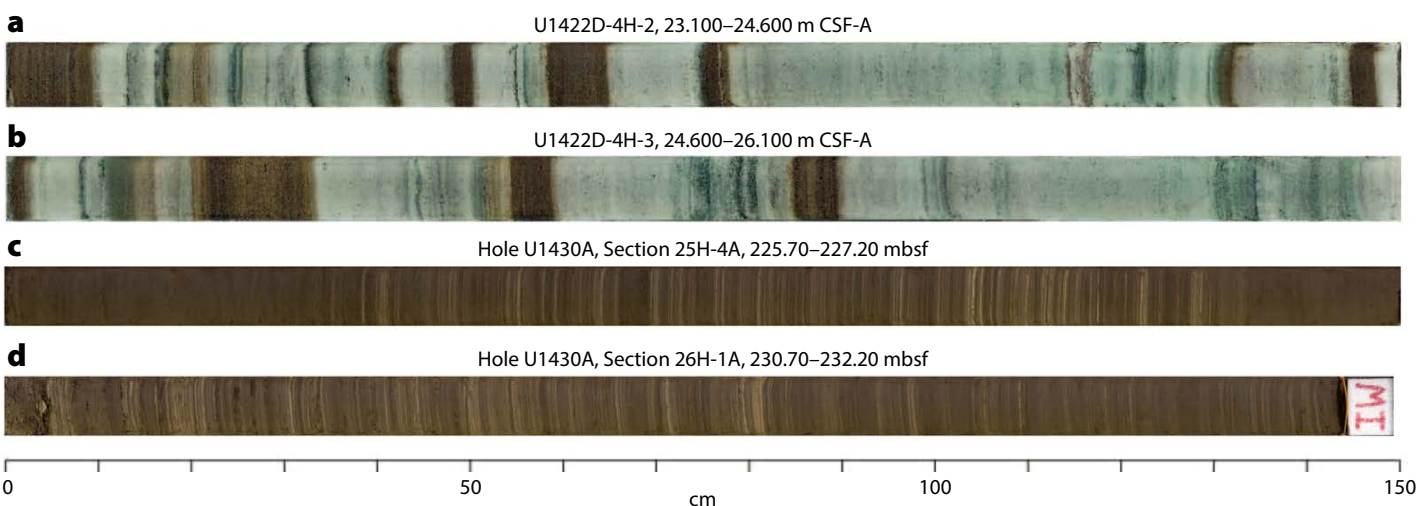 a
U1422D-4H-2, 23.100–24.600 m CSF-A
b
U1422D-4H-3, 24.600–26.100 m CSF-A
c
Hole U1430A, Section 25H-4A, 225.70–227.20 mbsf
d
Hole U1430A, Section 26H-1A, 230.70–232.20 mbsf
MI
0 50 100 150
cm